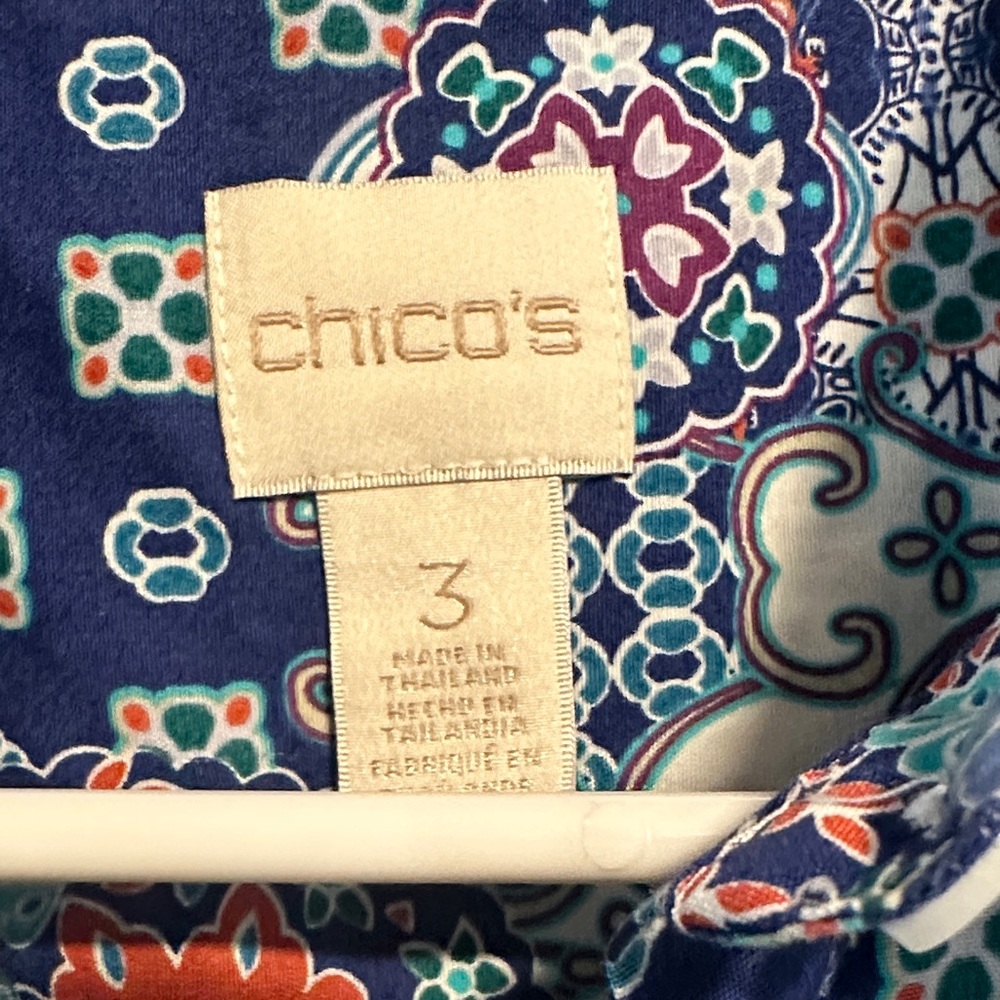 chico's
3
MADE IN
THAILAND
HECHO EN
TAILANDIA
FABRIQUÉ EN